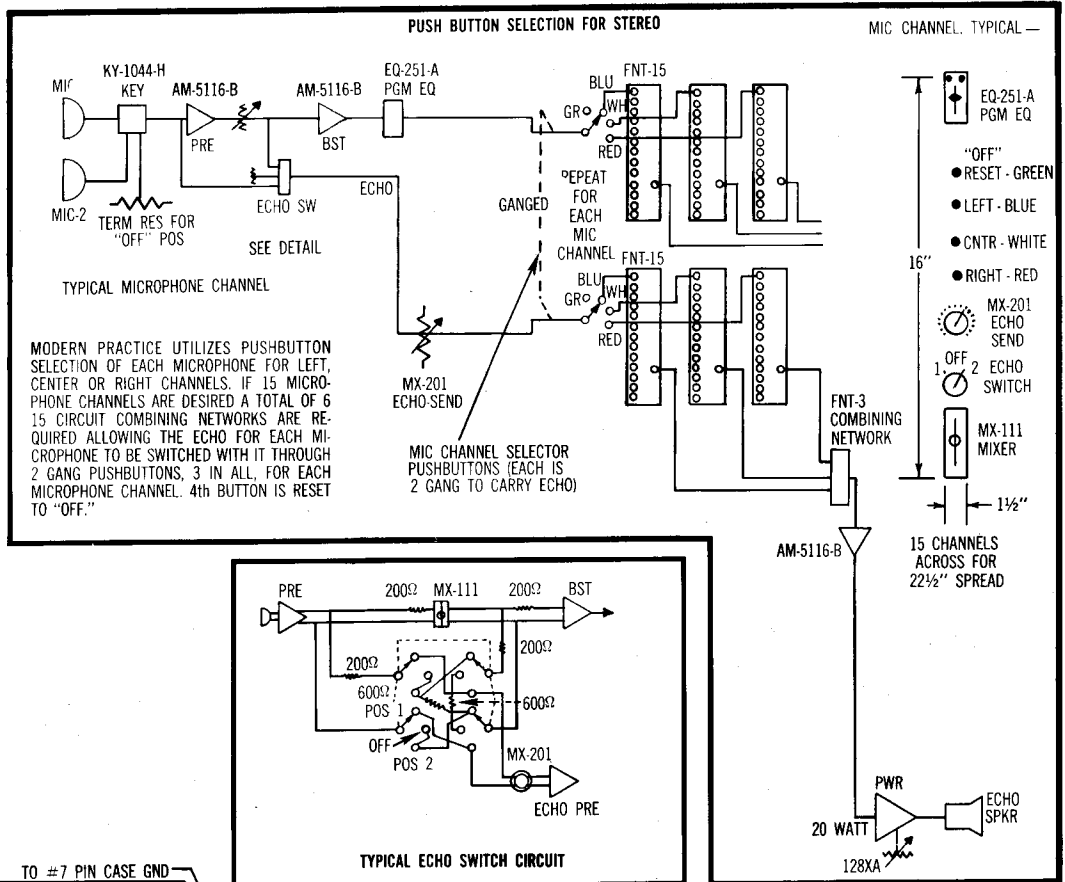 PUSH BUTTON SELECTION FOR STEREO
MIC CHANNEL. TYPICAL —
MIC
KY-1044-H
KEY
AM-5116-B
PRE
AM-5116-B
BST
EQ-251-A
PGM EQ
MIC-2
TERM RES FOR
"OFF" POS
ECHO SW
ECHO
SEE DETAIL
TYPICAL MICROPHONE CHANNEL
GANGED
GR
BLU
WH
RED
FNT-15
REPEAT
FOR
EACH
MIC
CHANNEL
FNT-15
BLU
GR
WH
RED
MODERN PRACTICE UTILIZES PUSHBUTTON
SELECTION OF EACH MICROPHONE FOR LEFT,
CENTER OR RIGHT CHANNELS. IF 15 MICRO-
PHONE CHANNELS ARE DESIRED A TOTAL OF 6
15 CIRCUIT COMBINING NETWORKS ARE RE-
QUIRED ALLOWING THE ECHO FOR EACH MI-
CROPHONE TO BE SWITCHED WITH IT THROUGH
2 GANG PUSHBUTTONS, 3 IN ALL, FOR EACH
MICROPHONE CHANNEL. 4th BUTTON IS RESET
TO "OFF."
MX-201
ECHO-SEND
MIC CHANNEL SELECTOR
PUSHBUTTONS (EACH IS
2 GANG TO CARRY ECHO)
FNT-3
COMBINING
NETWORK
EQ-251-A
PGM EQ
"OFF"
RESET - GREEN
LEFT - BLUE
CNTR - WHITE
RIGHT - RED
16"
MX-201
ECHO
SEND
OFF
1. 2 ECHO
SWITCH
MX-111
MIXER
1½"
15 CHANNELS
ACROSS FOR
22½" SPREAD
AM-5116-B
PWR
20 WATT
128XA
ECHO
SPKR
PRE
200Ω
MX-111
200Ω
BST
200Ω
200Ω
600Ω
POS 1
600Ω
OFF
POS 2
MX-201
ECHO PRE
TYPICAL ECHO SWITCH CIRCUIT
TO #7 PIN CASE GND